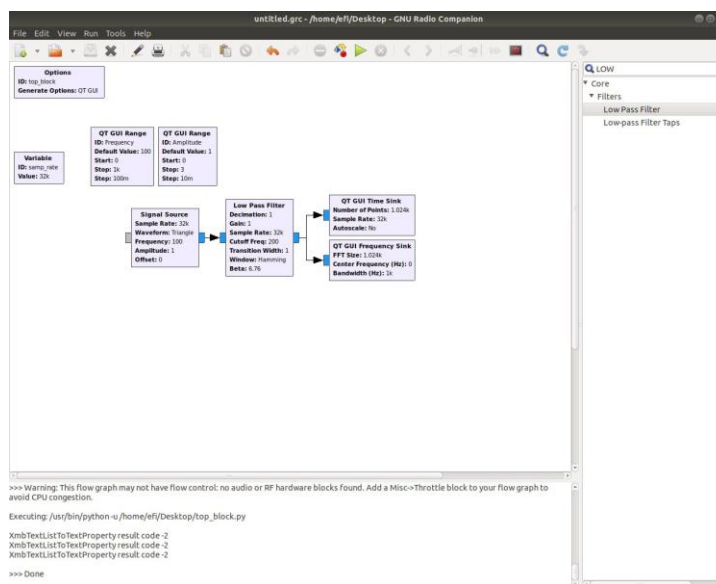 untitled.grc - /home/efi/Desktop - GNU Radio Companion
File Edit View Run Tools Help
Options
ID: top_block
Generate Options: QT GUI
Variable
ID: samp_rate
Value: 32k
QT GUI Range
ID: Frequency
Default Value: 100
Start: 0
Stop: 1k
Step: 100m
QT GUI Range
ID: Amplitude
Default Value: 1
Start: 0
Stop: 3
Step: 10m
Signal Source
Sample Rate: 32k
Waveform: Triangle
Frequency: 100
Amplitude: 1
Offset: 0
Low Pass Filter
Decimation: 1
Gain: 1
Sample Rate: 32k
Cutoff Freq: 200
Transition Width: 1
Window: Hamming
Beta: 6.76
QT GUI Time Sink
Number of Points: 1.024k
Sample Rate: 32k
Autoscale: No
QT GUI Frequency Sink
FFT Size: 1.024k
Center Frequency (Hz): 0
Bandwidth (Hz): 1k
LOW
Core
Filters
Low Pass Filter
Low-pass Filter Taps
>>> Warning: This flow graph may not have flow control: no audio or RF hardware blocks found. Add a Misc->Throttle block to your flow graph to
avoid CPU congestion.
Executing: /usr/bin/python -u /home/efi/Desktop/top_block.py
XmbTextListToTextProperty result code -2
XmbTextListToTextProperty result code -2
XmbTextListToTextProperty result code -2
>>> Done